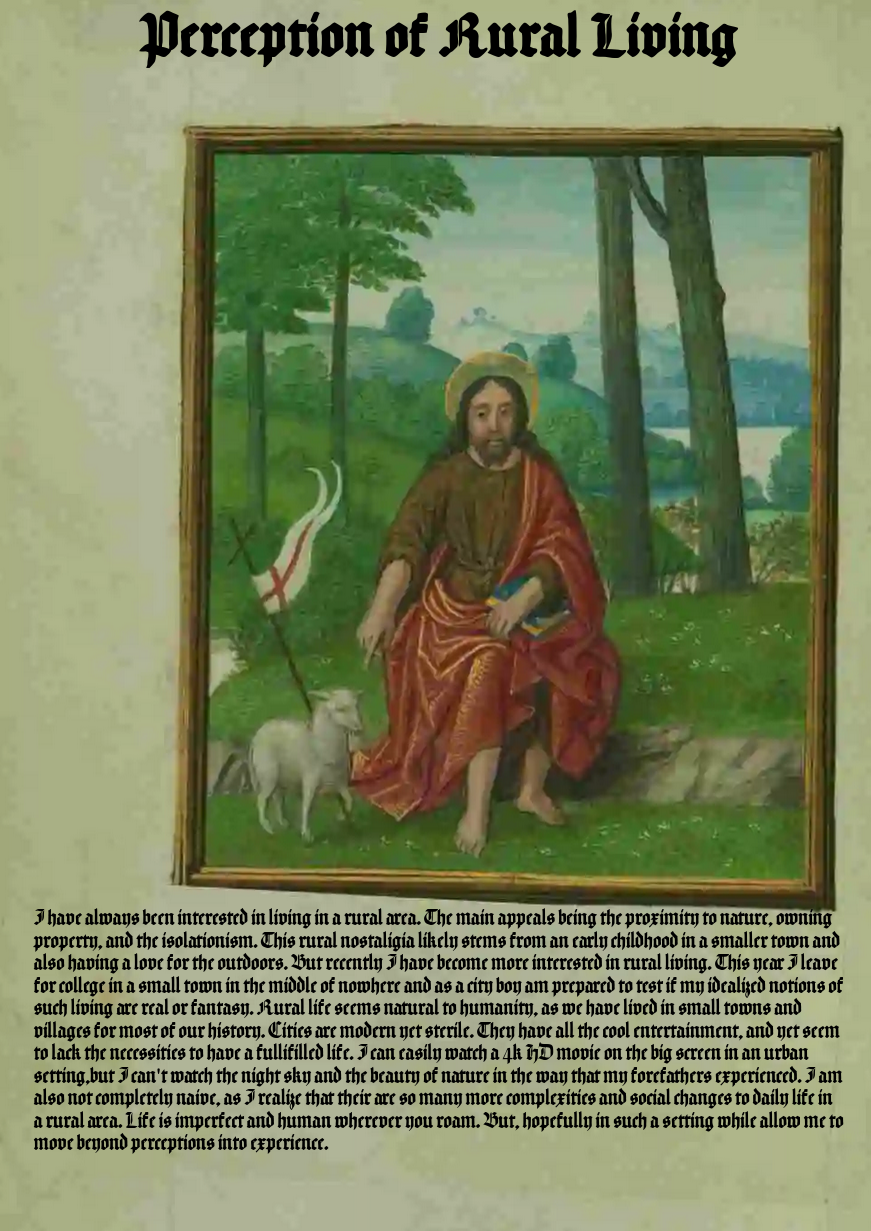 Perception of Rural Living
I have always been interested in living in a rural area. The main appeals being the proximity to nature, owning
property, and the isolationism. This rural nostaligia likely stems from an early childhood in a smaller town and
also having a love for the outdoors. But recently I have become more interested in rural living. This year I leave
for college in a small town in the middle of nowhere and as a city boy am prepared to test if my idealized notions of
such living are real or fantasy. Rural life seems natural to humanity, as we have lived in small towns and
villages for most of our history. Cities are modern yet sterile. They have all the cool entertainment, and yet seem
to lack the necessities to have a fullifilled life. I can easily watch a 4k HD movie on the big screen in an urban
setting,but I can't watch the night sky and the beauty of nature in the way that my forefathers experienced. I am
also not completely naive, as I realize that their are so many more complexities and social changes to daily life in
a rural area. Life is imperfect and human wherever you roam. But, hopefully in such a setting while allow me to
move beyond perceptions into experience.